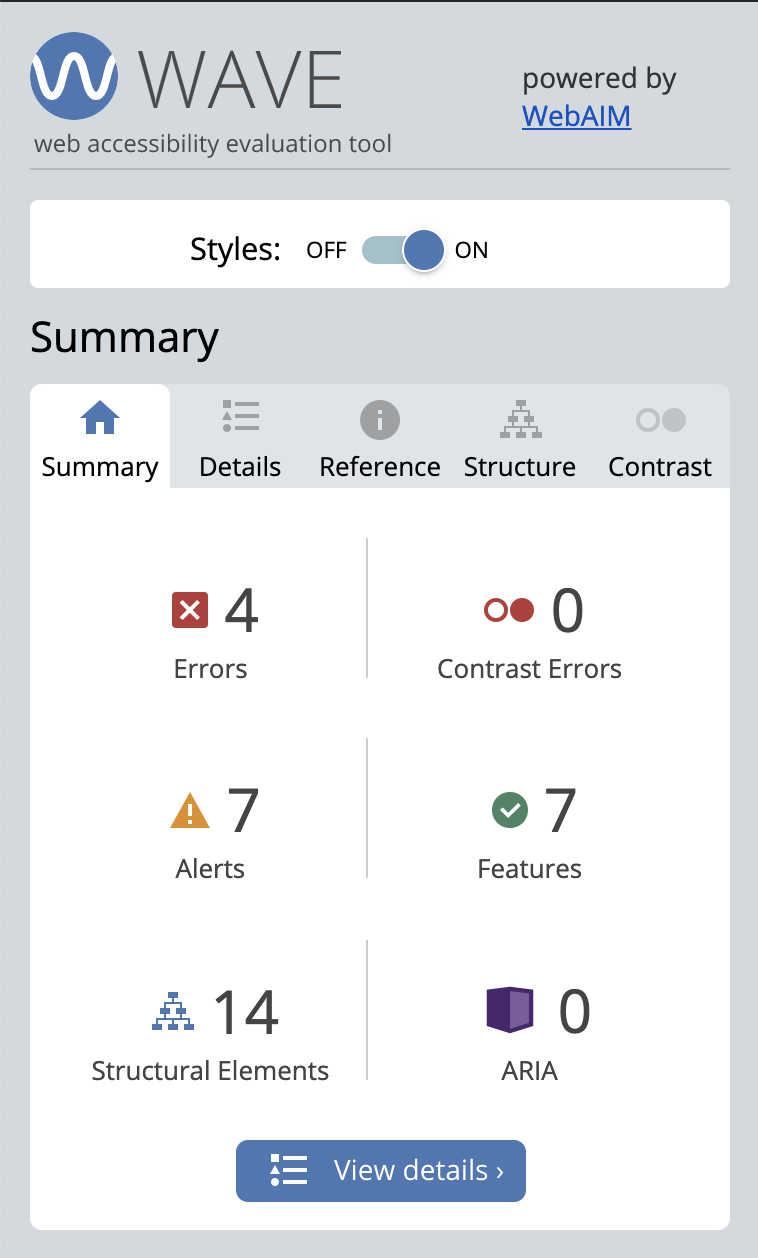 WAVE
web accessibility evaluation tool
powered by
WebAIM
Styles: OFF ON
Summary
Summary Details Reference Structure Contrast
4 0
Errors Contrast Errors
7 7
Alerts Features
14 0
Structural Elements ARIA
View details ›